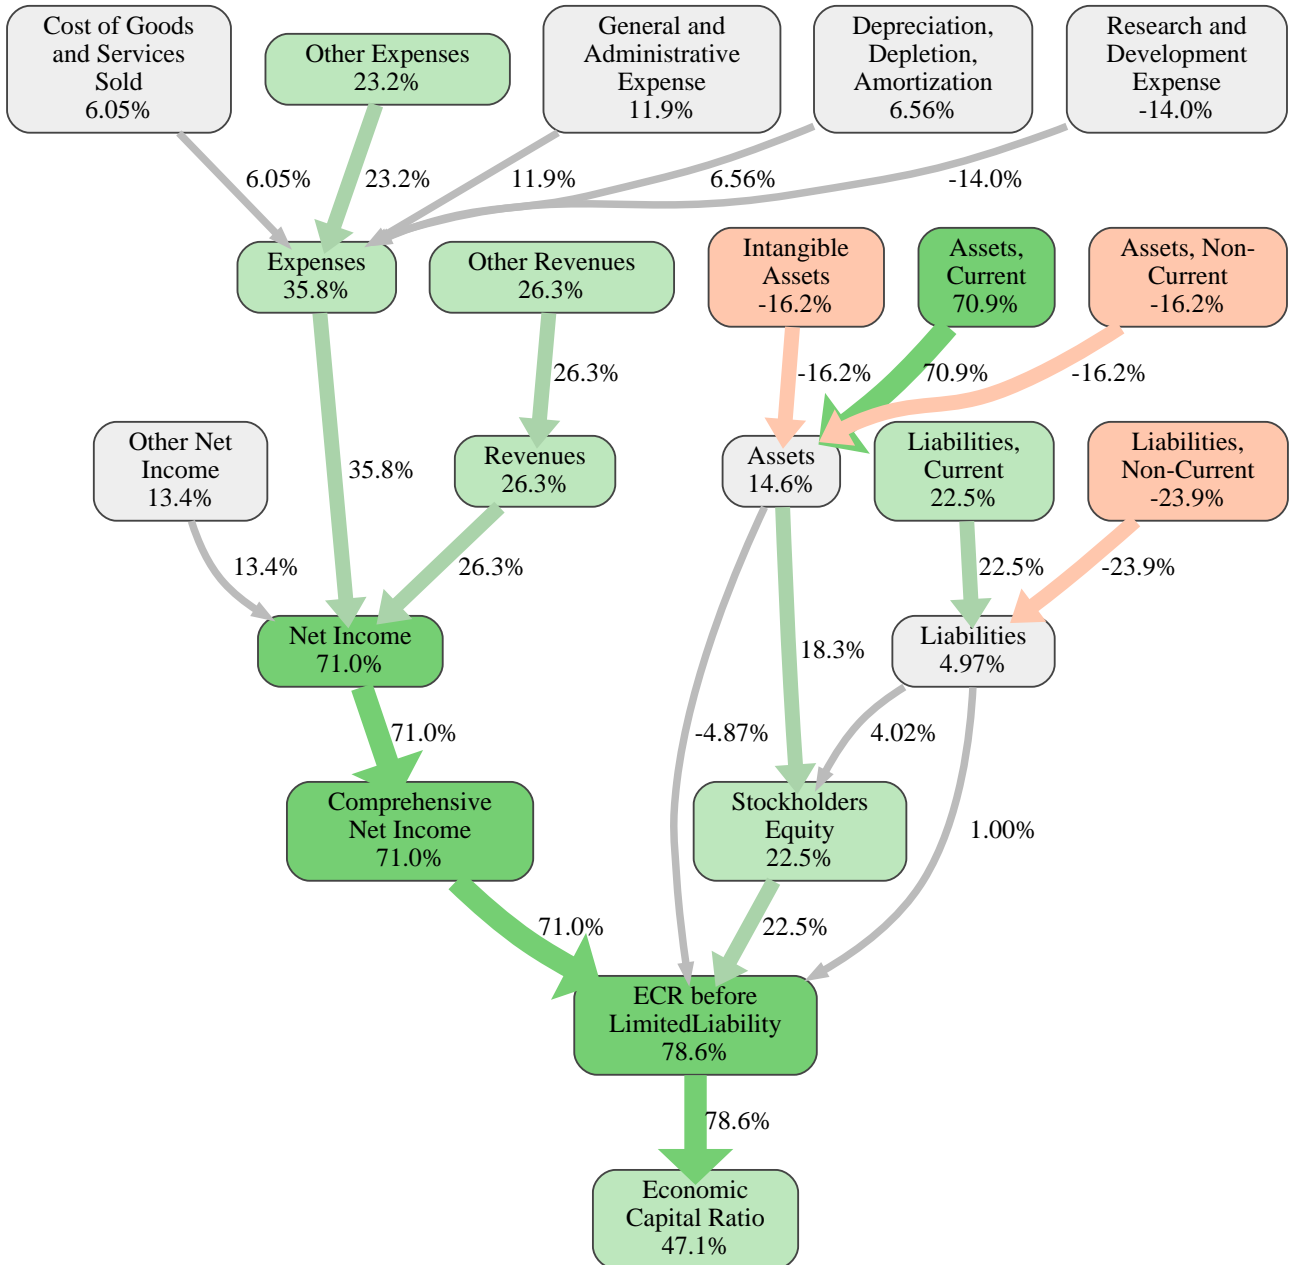 Cost of Goods
and Services
Sold
6.05%
Other Expenses
23.2%
General and
Administrative
Expense
11.9%
Depreciation,
Depletion,
Amortization
6.56%
Research and
Development
Expense
-14.0%
6.05%
23.2%
11.9%
6.56%
-14.0%
Expenses
35.8%
Other Revenues
26.3%
Intangible
Assets
-16.2%
Assets,
Current
70.9%
Assets, Non-
Current
-16.2%
26.3%
-16.2%
70.9%
-16.2%
Other Net
Income
13.4%
35.8%
Revenues
26.3%
Assets
14.6%
Liabilities,
Current
22.5%
Liabilities,
Non-Current
-23.9%
13.4%
26.3%
22.5%
-23.9%
Net Income
71.0%
18.3%
Liabilities
4.97%
71.0%
-4.87%
4.02%
Comprehensive
Net Income
71.0%
Stockholders
Equity
22.5%
1.00%
71.0%
22.5%
ECR before
LimitedLiability
78.6%
78.6%
Economic
Capital Ratio
47.1%